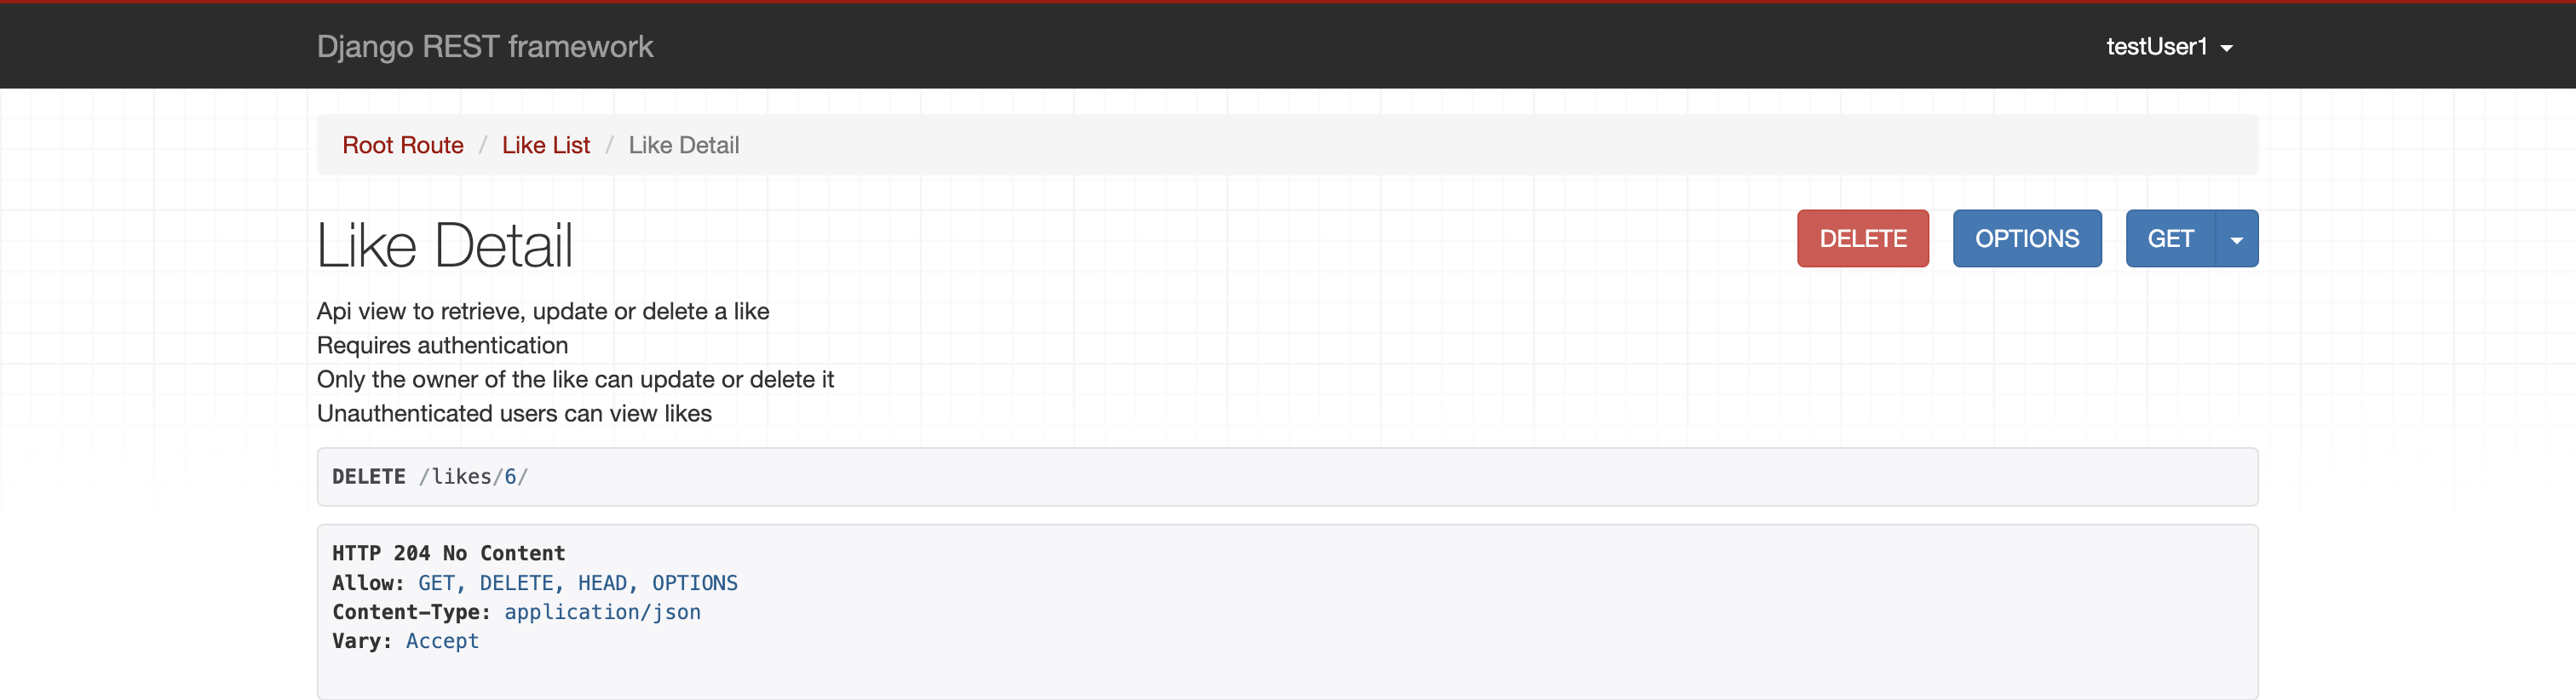 Django REST framework
testUser1
Root Route / Like List / Like Detail
Like Detail
DELETE
OPTIONS
GET
Api view to retrieve, update or delete a like
Requires authentication
Only the owner of the like can update or delete it
Unauthenticated users can view likes
DELETE /likes/6/
HTTP 204 No Content
Allow: GET, DELETE, HEAD, OPTIONS
Content-Type: application/json
Vary: Accept